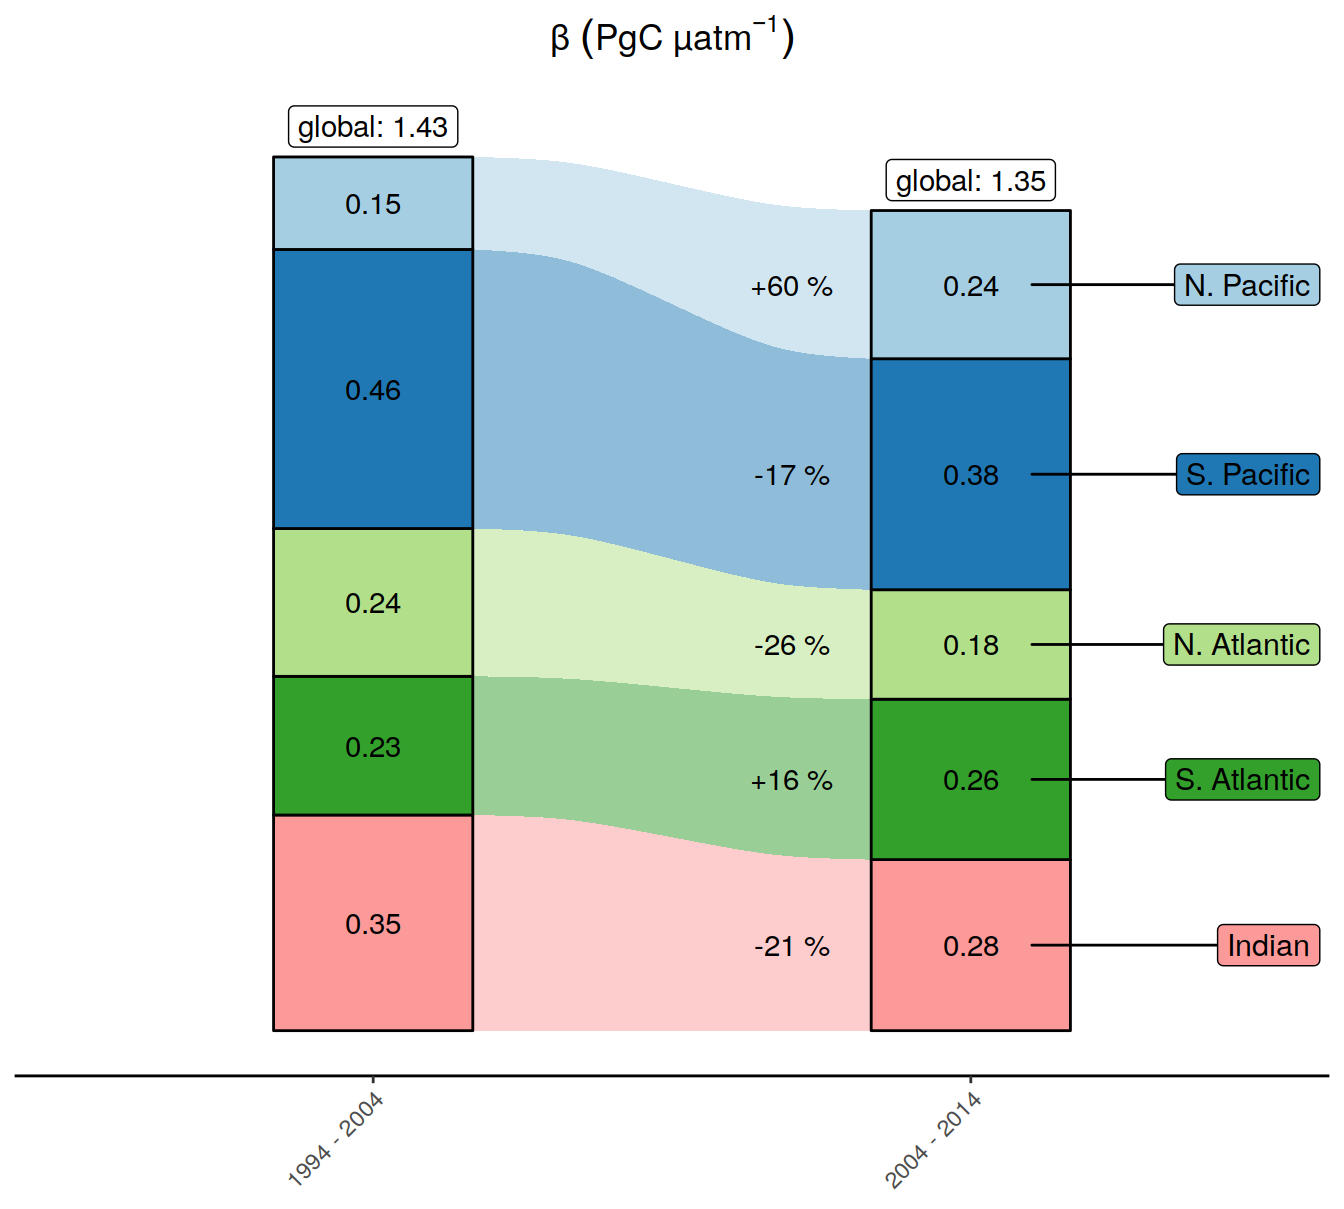 β (PgC µatm⁻¹)
global: 1.43
global: 1.35
0.15
+60 %
0.24
N. Pacific
0.46
-17 %
0.38
S. Pacific
0.24
-26 %
0.18
N. Atlantic
0.23
+16 %
0.26
S. Atlantic
0.35
-21 %
0.28
Indian
1994 - 2004
2004 - 2014